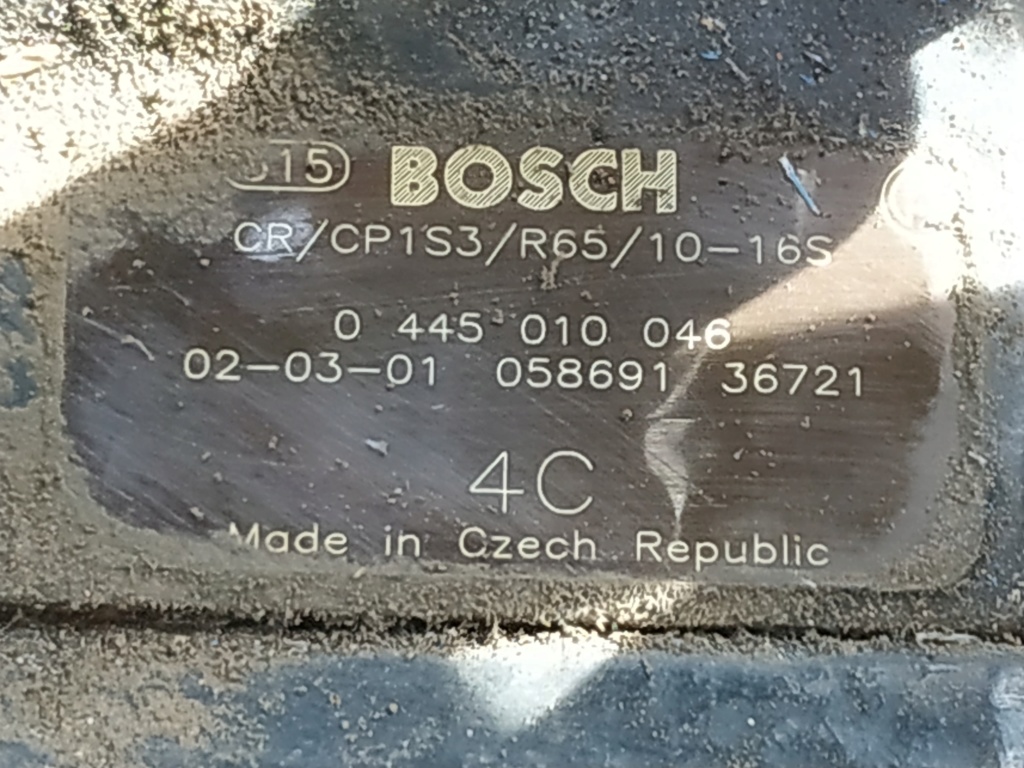 15 BOSCH
CR/CP1S3/R65/10-16S
0 445 010 046
02-03-01 058691 36721
4C
Made in Czech Republic